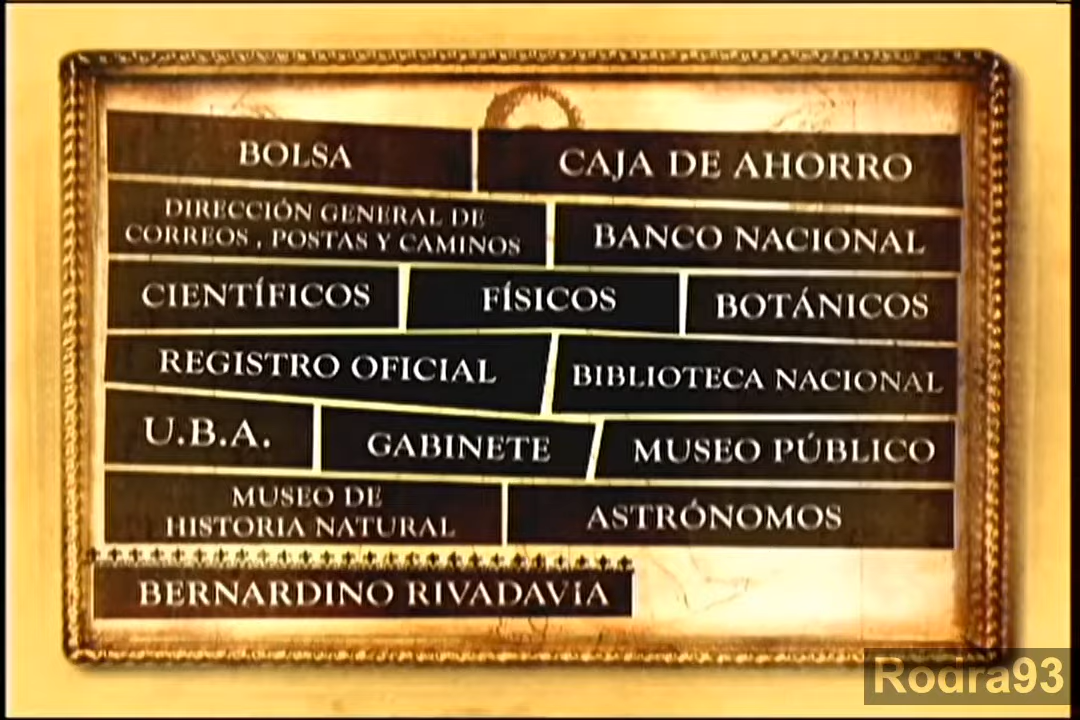 BOLSA
CAJA DE AHORRO
DIRECCIÓN GENERAL DE
CORREOS , POSTAS Y CAMINOS
BANCO NACIONAL
CIENTÍFICOS
FÍSICOS
BOTÁNICOS
REGISTRO OFICIAL
BIBLIOTECA NACIONAL
U.B.A.
GABINETE
MUSEO PÚBLICO
MUSEO DE
HISTORIA NATURAL
ASTRÓNOMOS
BERNARDINO RIVADAVÍA
Rodra93